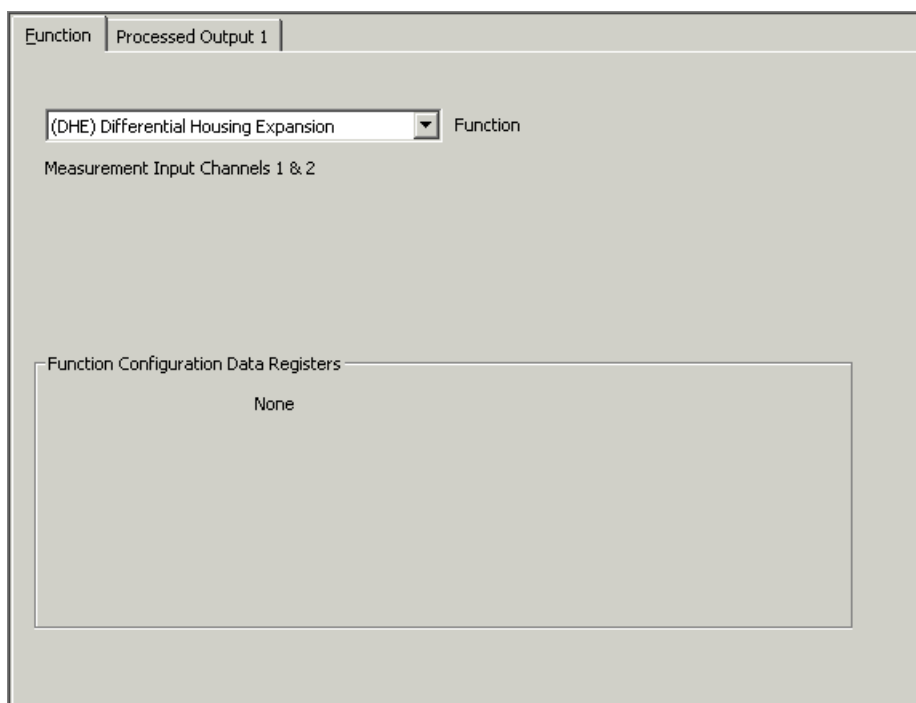 Function
Processed Output 1
(DHE) Differential Housing Expansion
Function
Measurement Input Channels 1 & 2
Function Configuration Data Registers
None